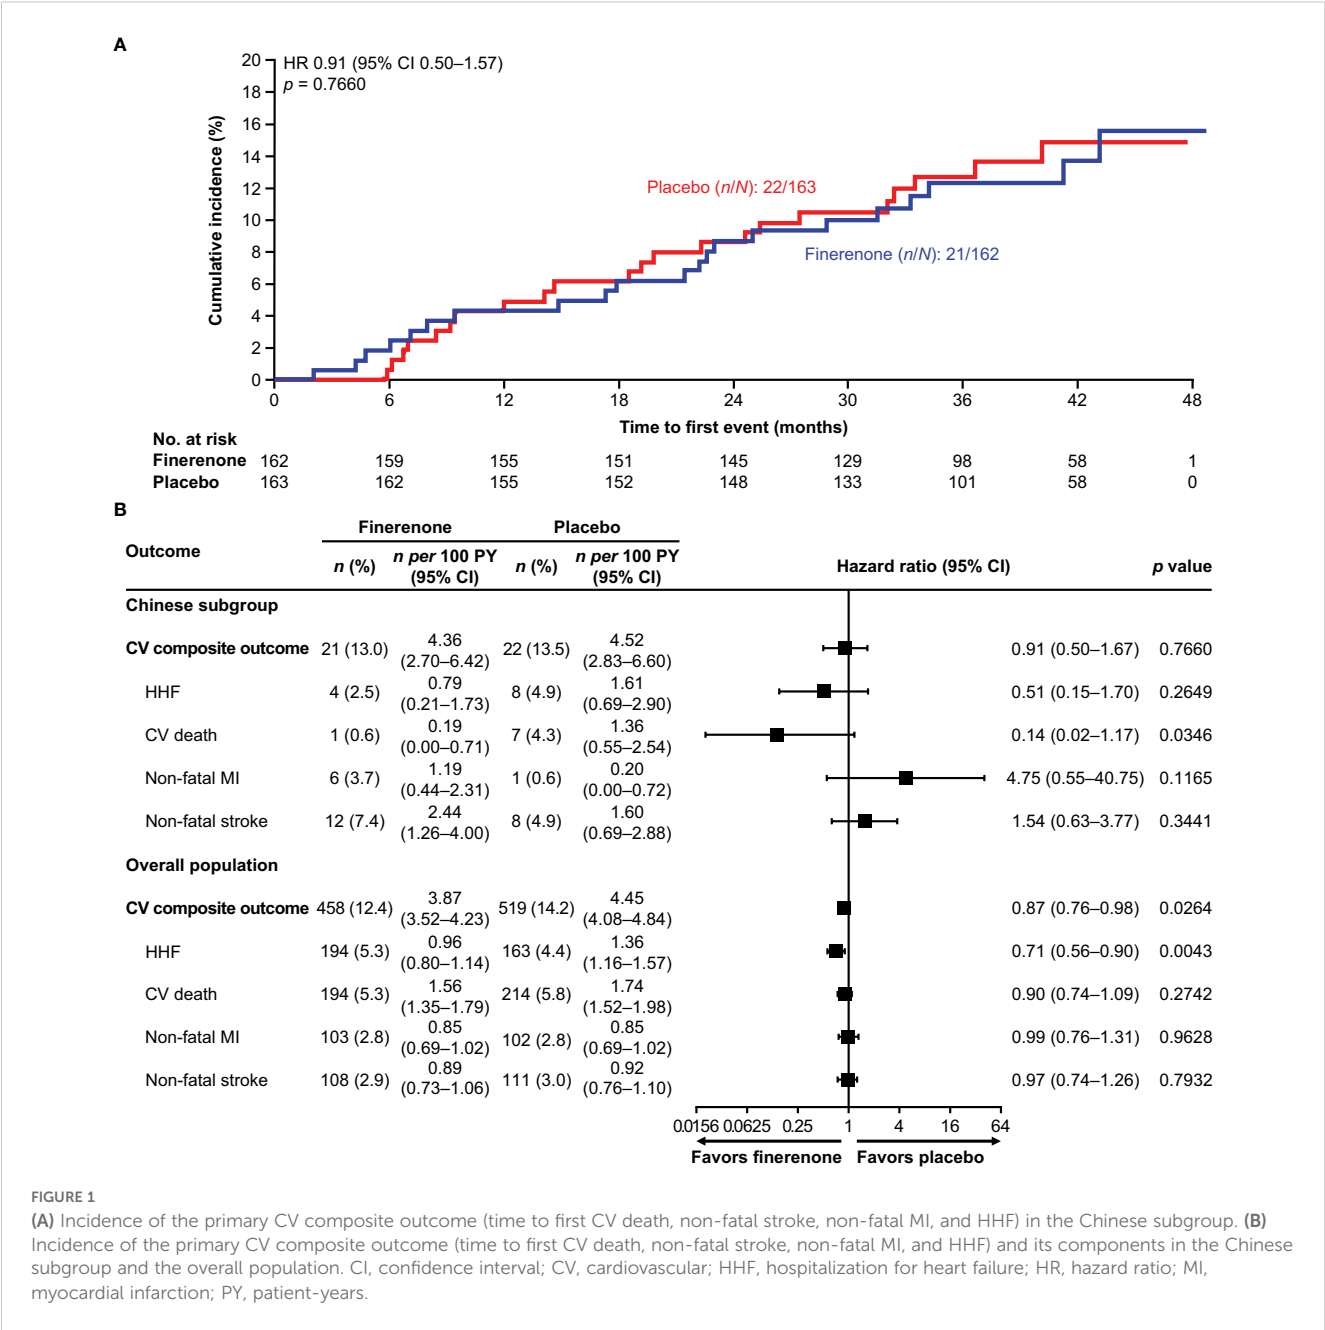 A
HR 0.91 (95% CI 0.50–1.57)
p = 0.7660
20
18
16
14
12
10
8
6
4
2
0
Cumulative incidence (%)
Placebo (n/N): 22/163
Finerenone (n/N): 21/162
0 6 12 18 24 30 36 42 48
Time to first event (months)
No. at risk
Finerenone 162 159 155 151 145 129 98 58 1
Placebo 163 162 155 152 148 133 101 58 0
B
Finerenone Placebo
Outcome n (%) n per 100 PY (95% CI) n (%) n per 100 PY (95% CI) Hazard ratio (95% CI) p value
Chinese subgroup
CV composite outcome 21 (13.0) 4.36 (2.70–6.42) 22 (13.5) 4.52 (2.83–6.60) 0.91 (0.50–1.67) 0.7660
HHF 4 (2.5) 0.79 (0.21–1.73) 8 (4.9) 1.61 (0.69–2.90) 0.51 (0.15–1.70) 0.2649
CV death 1 (0.6) 0.19 (0.00–0.71) 7 (4.3) 1.36 (0.55–2.54) 0.14 (0.02–1.17) 0.0346
Non-fatal MI 6 (3.7) 1.19 (0.44–2.31) 1 (0.6) 0.20 (0.00–0.72) 4.75 (0.55–40.75) 0.1165
Non-fatal stroke 12 (7.4) 2.44 (1.26–4.00) 8 (4.9) 1.60 (0.69–2.88) 1.54 (0.63–3.77) 0.3441
Overall population
CV composite outcome 458 (12.4) 3.87 (3.52–4.23) 519 (14.2) 4.45 (4.08–4.84) 0.87 (0.76–0.98) 0.0264
HHF 194 (5.3) 0.96 (0.80–1.14) 163 (4.4) 1.36 (1.16–1.57) 0.71 (0.56–0.90) 0.0043
CV death 194 (5.3) 1.56 (1.35–1.79) 214 (5.8) 1.74 (1.52–1.98) 0.90 (0.74–1.09) 0.2742
Non-fatal MI 103 (2.8) 0.85 (0.69–1.02) 102 (2.8) 0.85 (0.69–1.02) 0.99 (0.76–1.31) 0.9628
Non-fatal stroke 108 (2.9) 0.89 (0.73–1.06) 111 (3.0) 0.92 (0.76–1.10) 0.97 (0.74–1.26) 0.7932
0.0156 0.0625 0.25 1 4 16 64
Favors finerenone Favors placebo
FIGURE 1
(A) Incidence of the primary CV composite outcome (time to first CV death, non-fatal stroke, non-fatal MI, and HHF) in the Chinese subgroup. (B)
Incidence of the primary CV composite outcome (time to first CV death, non-fatal stroke, non-fatal MI, and HHF) and its components in the Chinese
subgroup and the overall population. CI, confidence interval; CV, cardiovascular; HHF, hospitalization for heart failure; HR, hazard ratio; MI,
myocardial infarction; PY, patient-years.